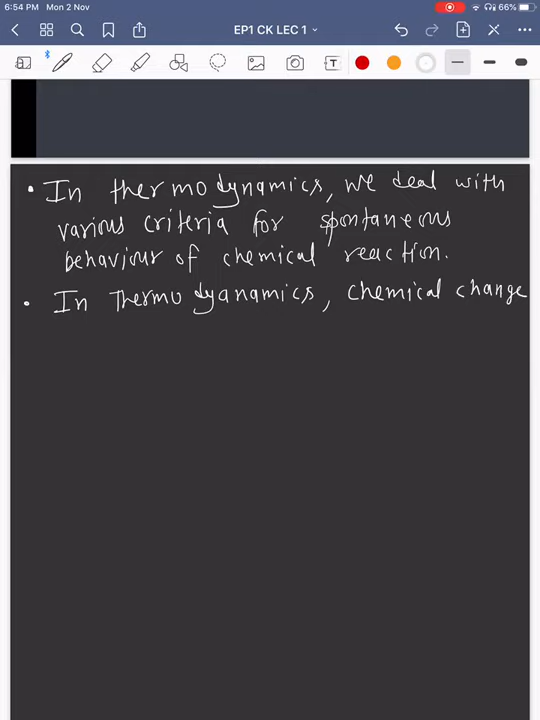 6:54 PM Mon 2 Nov 66%
EP1 CK LEC 1
T
• In thermodynamics, we deal with
various criteria for spontaneous
behaviour of chemical reaction.
• In Thermodyanamics, chemical change